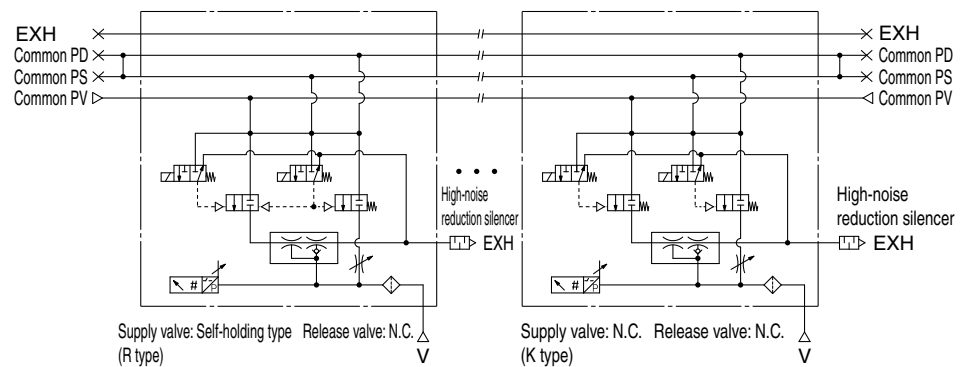 EXH
Common PD
Common PS
Common PV
EXH
Common PD
Common PS
Common PV
High-noise
reduction silencer
EXH
High-noise
reduction silencer
EXH
# P
# P
Supply valve: Self-holding type Release valve: N.C.
(R type)
V
Supply valve: N.C. Release valve: N.C.
(K type)
V